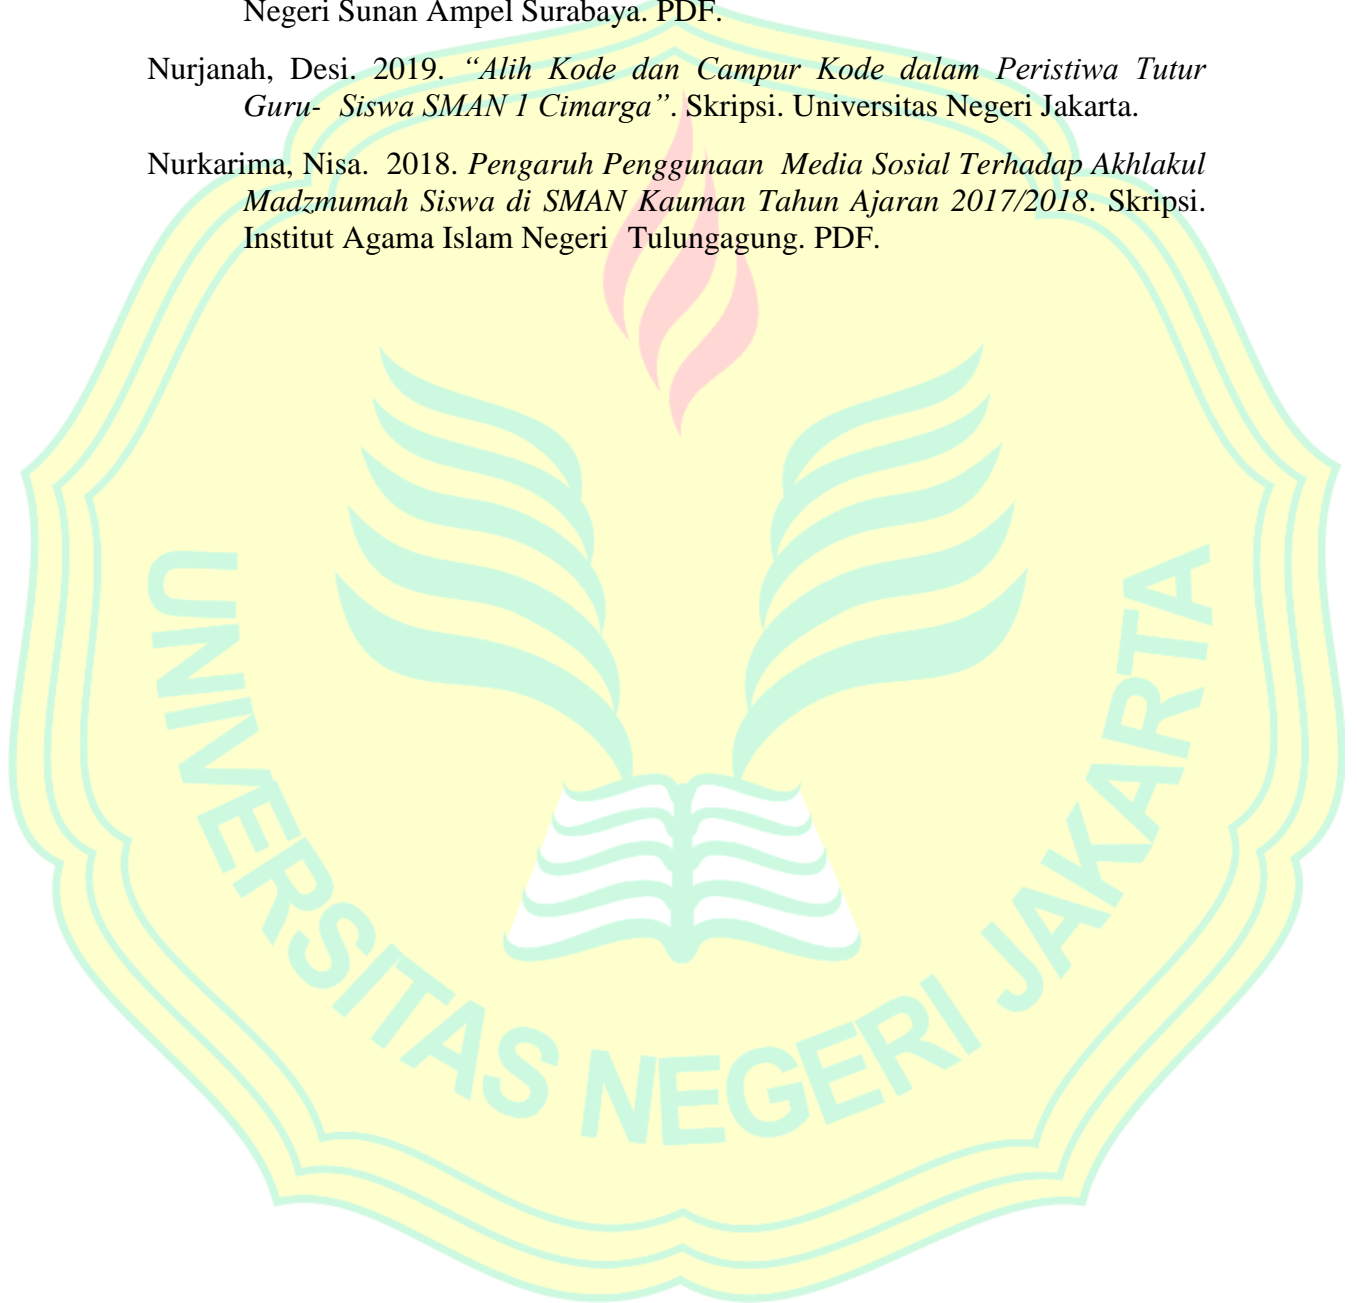 Negeri Sunan Ampel Surabaya. PDF.
Nurjanah, Desi. 2019. “Alih Kode dan Campur Kode dalam Peristiwa Tutur
Guru- Siswa SMAN 1 Cimarga”. Skripsi. Universitas Negeri Jakarta.
Nurkarima, Nisa. 2018. Pengaruh Penggunaan Media Sosial Terhadap Akhlakul
Madzmumah Siswa di SMAN Kauman Tahun Ajaran 2017/2018. Skripsi.
Institut Agama Islam Negeri Tulungagung. PDF.
UNIVERSITAS NEGERI JAKARTA